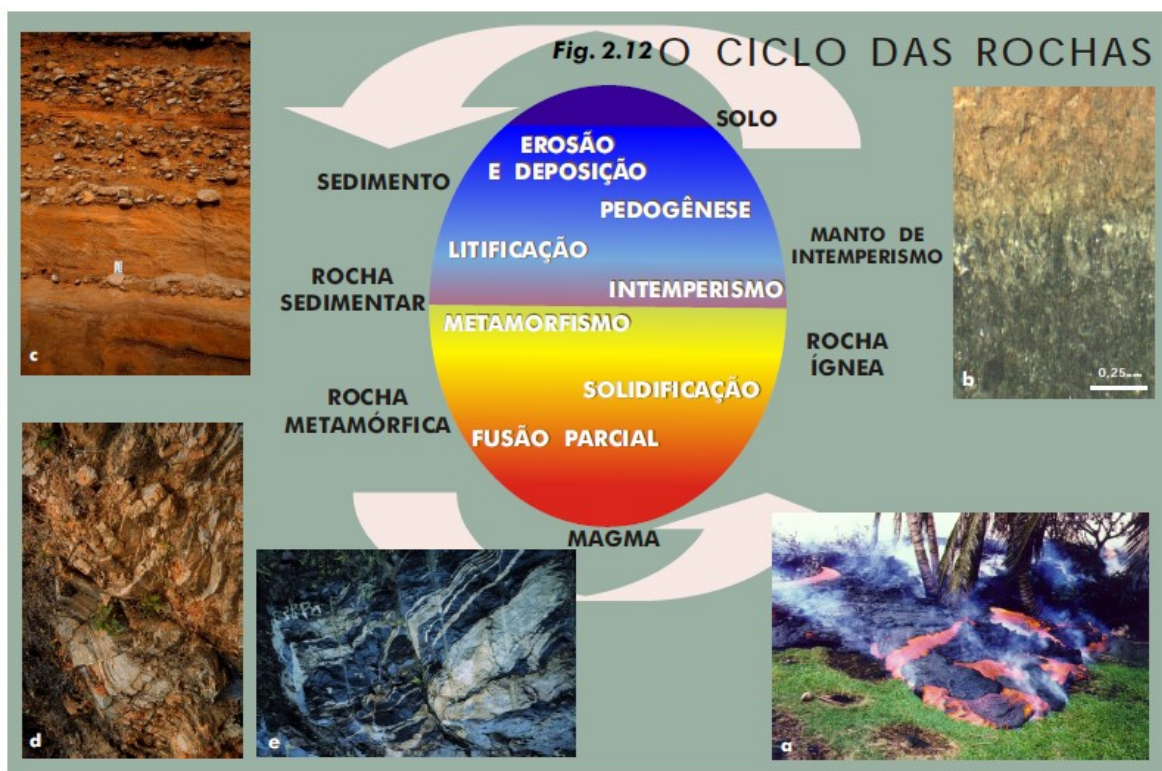 Fig. 2.12 O CICLO DAS ROCHAS
SOLO
EROSÃO
E DEPOSIÇÃO
SEDIMENTO
PEDOGÊNESE
MANTO DE
INTEMPERISMO
LITIFICAÇÃO
ROCHA
SEDIMENTAR
INTEMPERISMO
METAMORFISMO
ROCHA
ÍGNEA
SOLIDIFICAÇÃO
ROCHA
METAMÓRFICA
FUSÃO PARCIAL
MAGMA
c
b
0,25mm
d
e
a